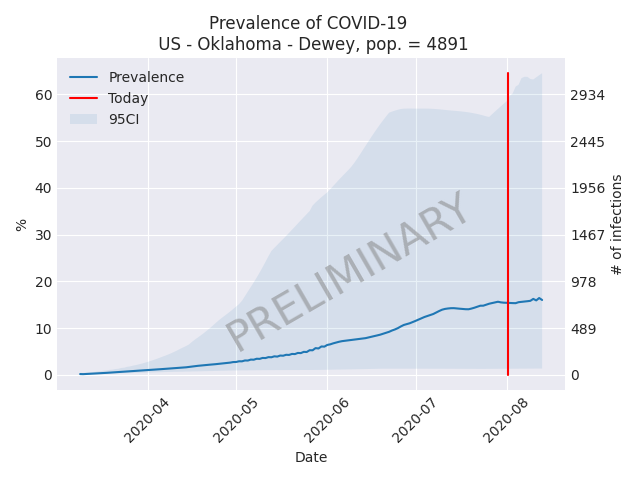 Prevalence of COVID-19
US - Oklahoma - Dewey, pop. = 4891
Prevalence
Today
95CI
60
50
40
30
20
10
0
%
2934
2445
1956
1467
978
489
0
# of infections
PRELIMINARY
2020-04
2020-05
2020-06
2020-07
2020-08
Date